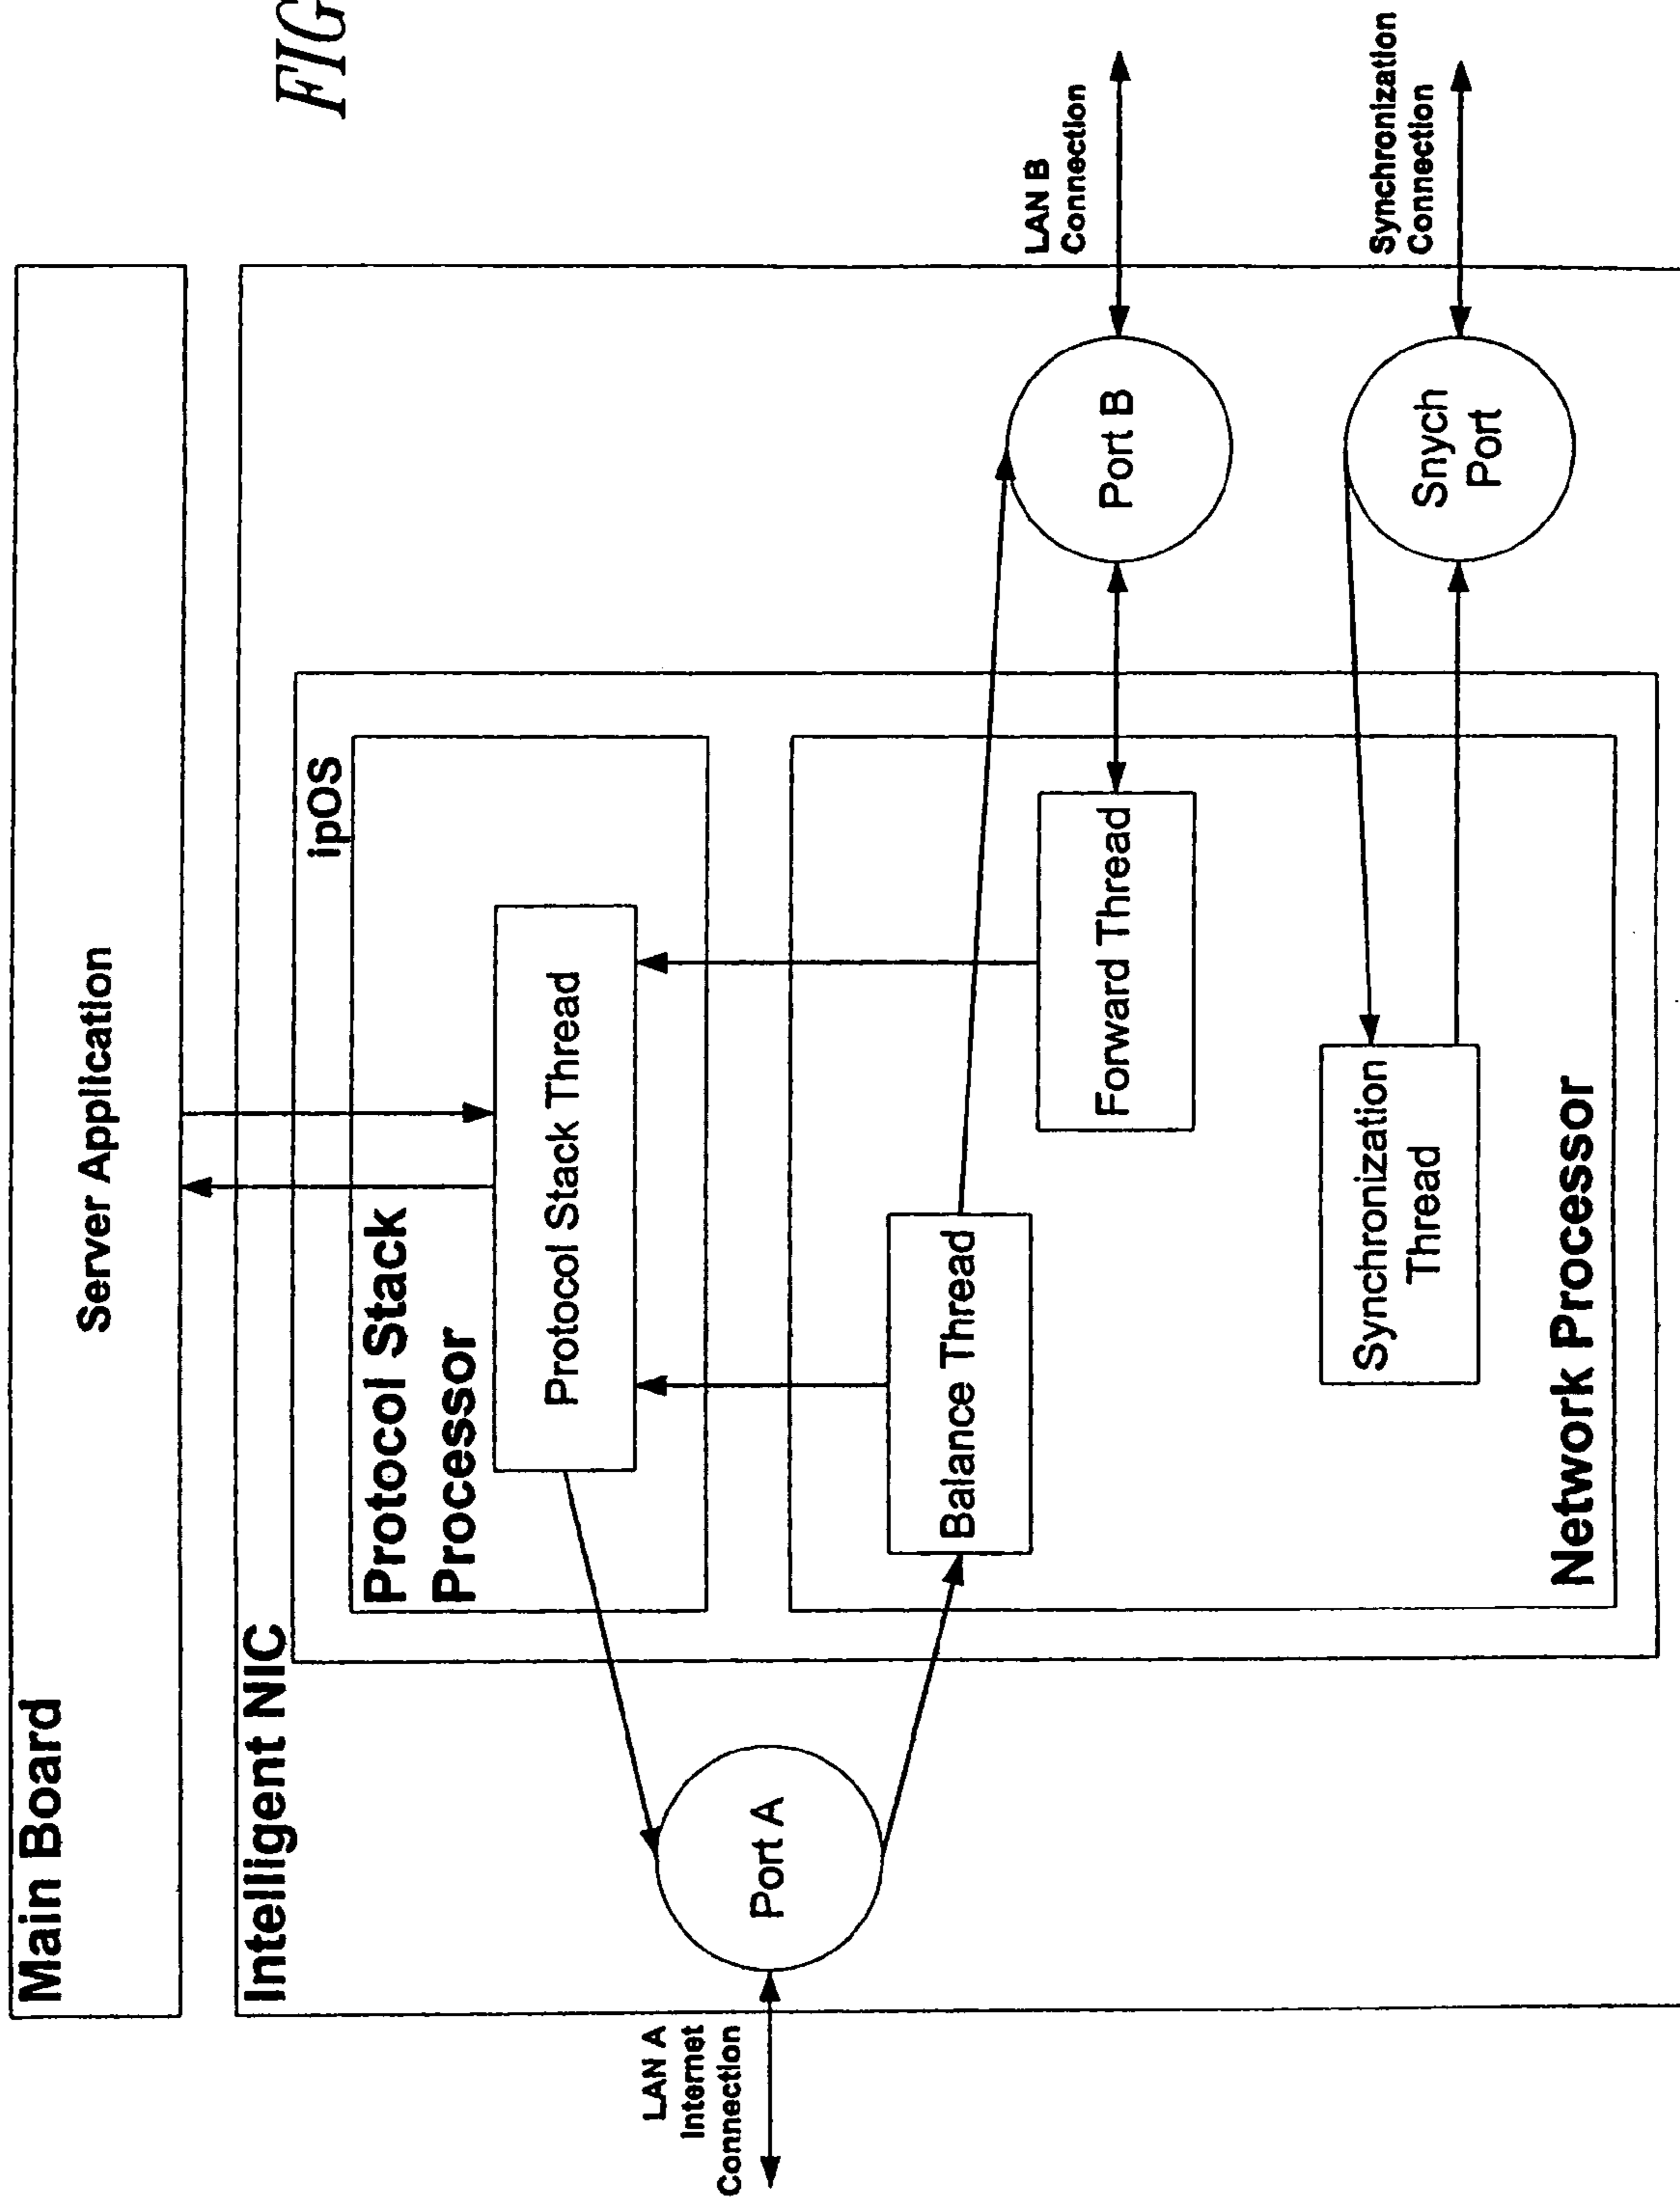 FIG
Main Board
Server Application
Intelligent NIC
ipOS
Protocol Stack
Processor
Protocol Stack Thread
LAN A
Internet
Connection
Port A
Balance Thread
Forward Thread
Port B
LAN B
Connection
Synchronization
Thread
Snych
Port
Synchronization
Connection
Network Processor